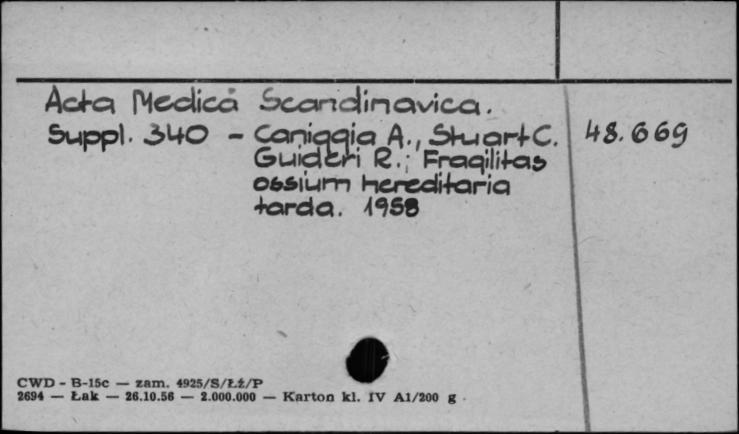 Acta Medica Scandinavica.
Suppl. 340 - Caniggia A., Stuart C. 48.669
Guideri R.; Fragilitas
ossium hereditaria
tarda. 1958
CWD - B-15c — zam. 4925/S/Łż/P
2694 — Łak — 26.10.56 — 2.000.000 — Karton kl. IV A1/200 g